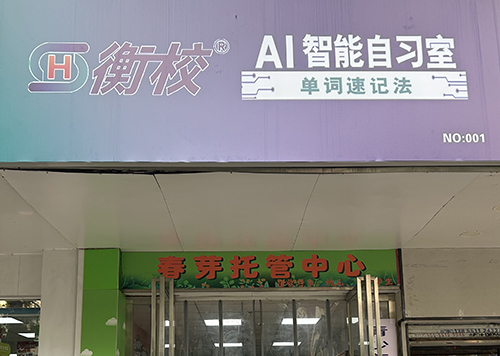 H 衡校®
AI智能自习室
单词速记法
NO:001
春芽托管中心